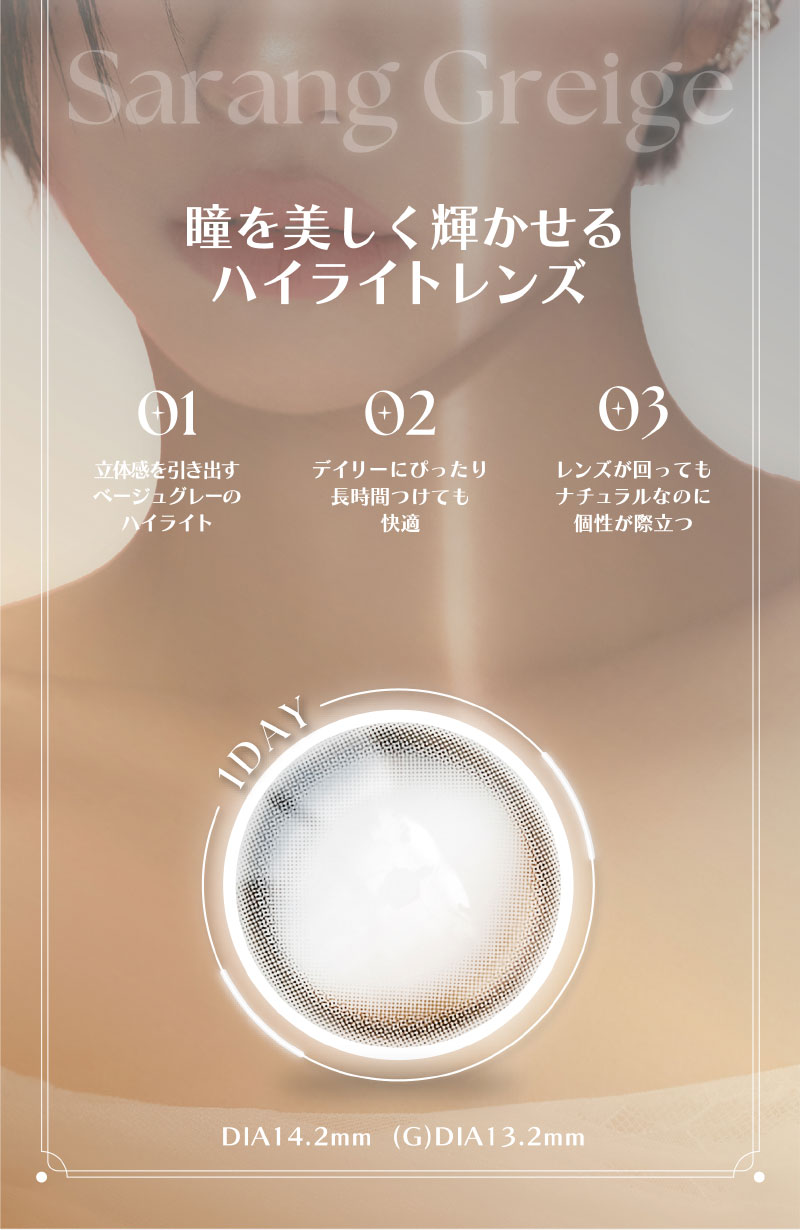 Sarang Greige
瞳を美しく輝かせる
ハイライトレンズ
01
立体感を引き出す
ベージュグレーの
ハイライト
02
デイリーにぴったり
長時間つけても
快適
03
レンズが回っても
ナチュラルなのに
個性が際立つ
1DAY
DIA14.2mm (G)DIA13.2mm